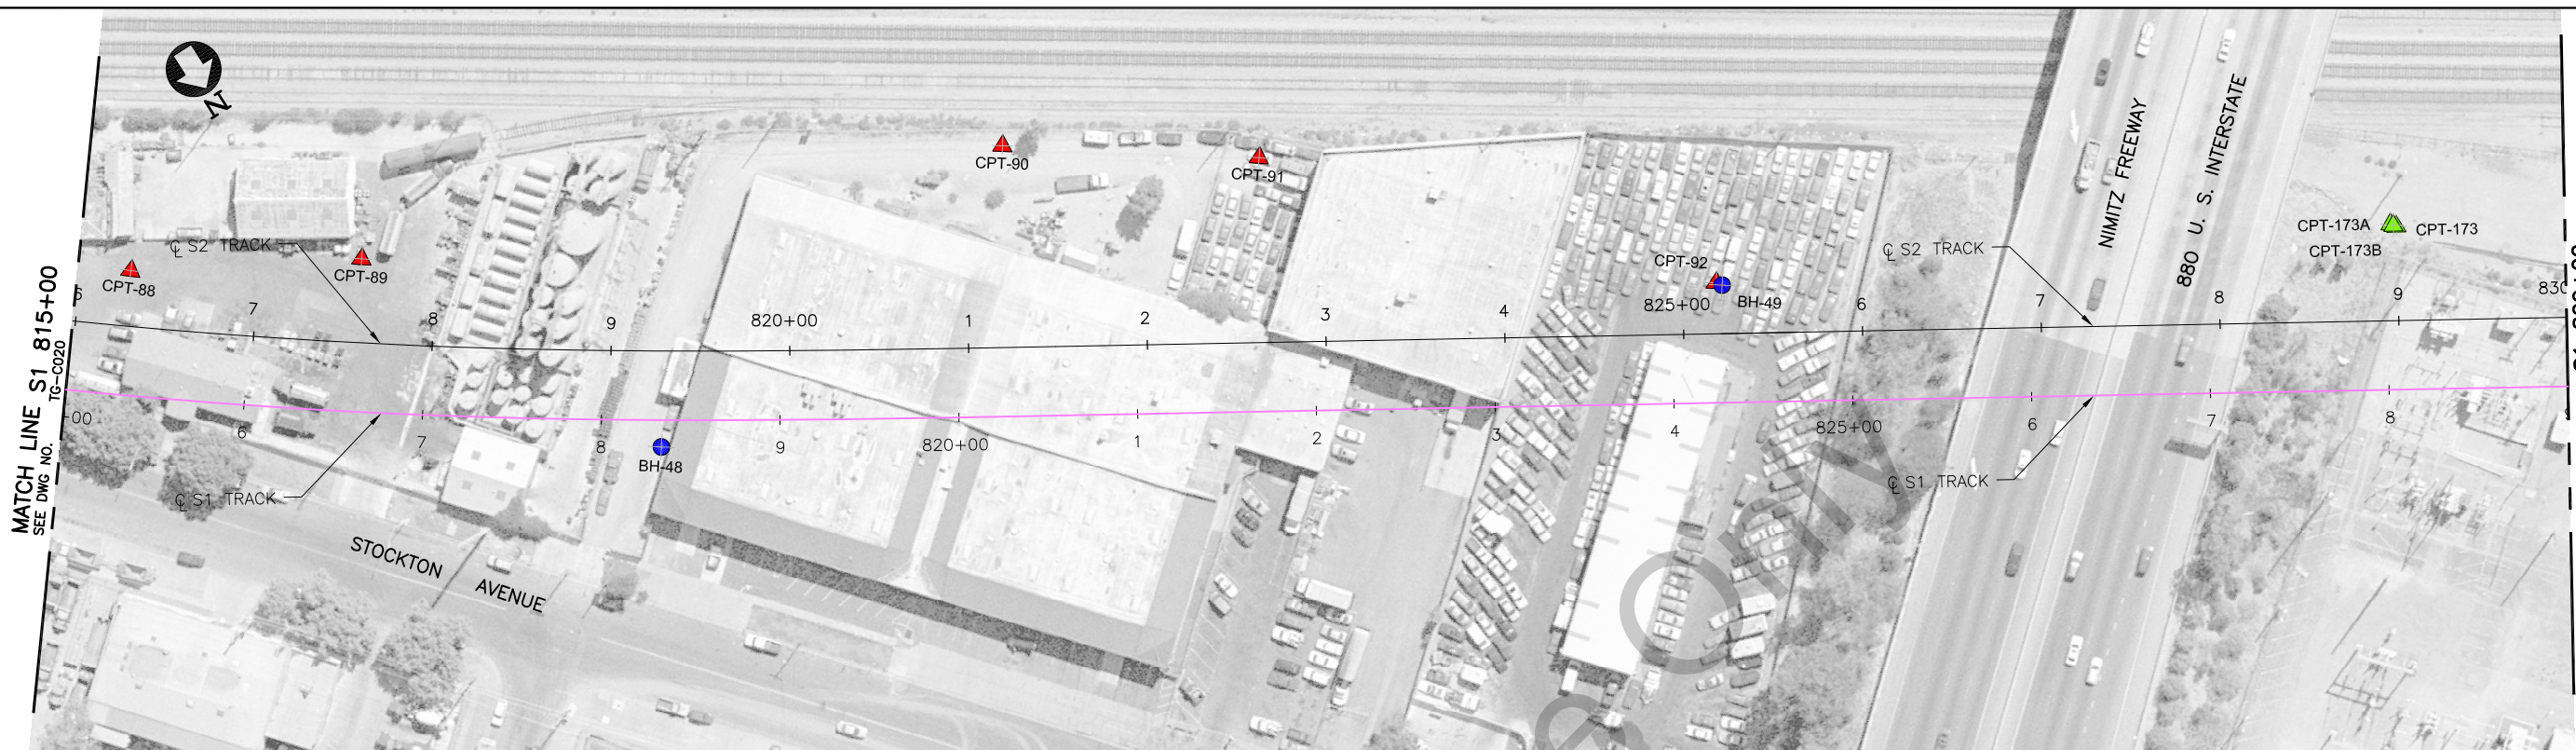 N
CPT-90
CPT-91
CPT-88
CPT-89
CPT-92
BH-49
BH-48
CPT-173A
CPT-173
CPT-173B
℄ S2 TRACK
℄ S2 TRACK
NIMITZ FREEWAY
880 U. S. INTERSTATE
MATCH LINE S1 815+00
SEE DWG NO. TG-C020
6
7
8
9
820+00
1
2
3
4
825+00
6
7
8
9
830
00
6
7
8
9
820+00
1
2
3
4
825+00
6
7
8
℄ S1 TRACK
℄ S1 TRACK
STOCKTON AVENUE
Only